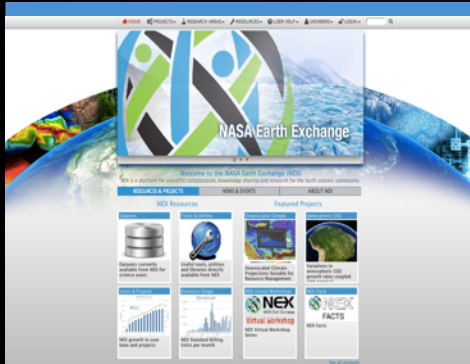 HOME PROJECTS RESEARCH AREAS RESOURCES USER HELP MEMBERS LOGIN
NASA Earth Exchange
Welcome to the NASA Earth Exchange (NEX)
NEX is a platform for scientific collaboration, knowledge sharing and research for the Earth science community.
RESOURCES & PROJECTS NEWS & EVENTS ABOUT NEX
NEX Resources Featured Projects
Datasets
Datasets currently
available from NEX for
science users
Tools & Utilities
Useful tools, utilities
and libraries directly
available from NEX
Downscaled Climate
Downscaled Climate
Projections Suitable for
Resource Management
Atmospheric CO2
Variations in
atmospheric CO2
growth rates coupled
Users & Projects
NEX growth in user
base and projects
Resource Usage
NEX Standard Billing
Units per month
NEX Virtual Workshops
NEX
Virtual Workshop
NEX Virtual Workshop
Series
NEX Facts
NEX
FACTS
NEX Facts
See all projects